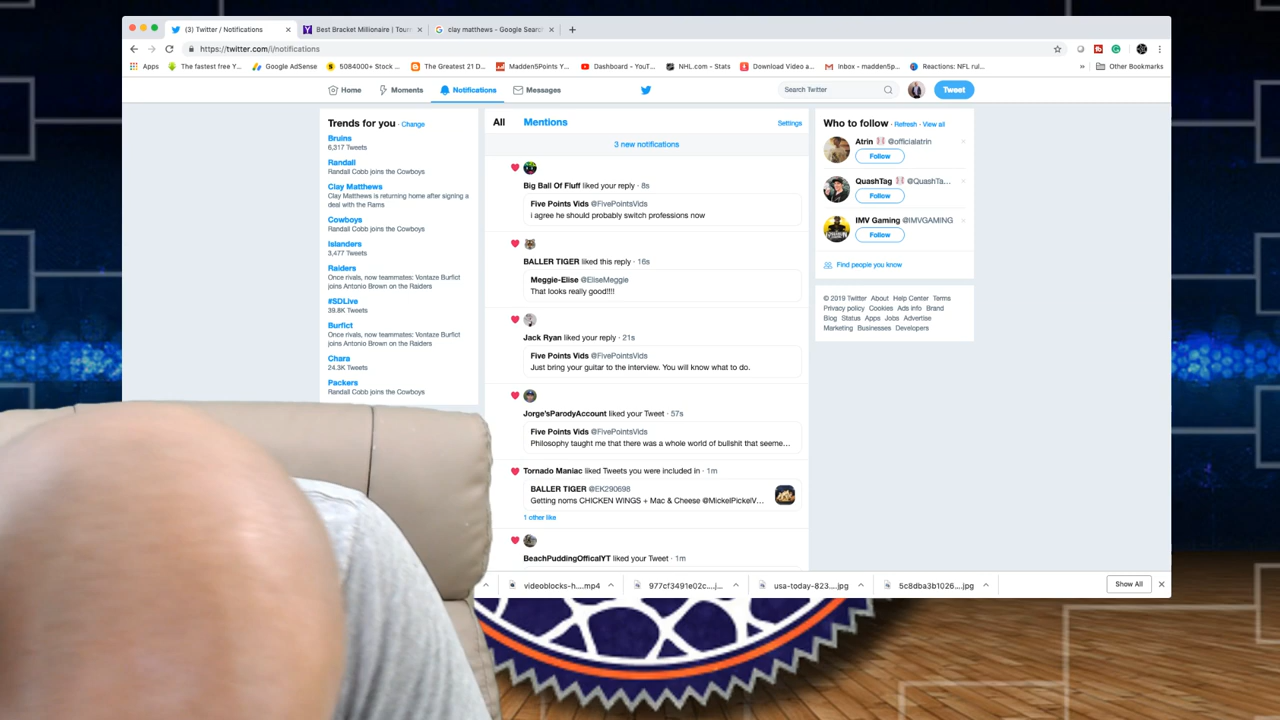 (3) Twitter / Notifications
Best Bracket Millionaire | Tourn
clay matthews - Google Search
https://twitter.com/i/notifications
Apps
The fastest free Y...
Google AdSense
5084000+ Stock ...
The Greatest 21 D...
Madden5Points Y...
Dashboard - YouT...
NHL.com - Stats
Download Video a...
Inbox - madden5p...
Reactions: NFL rul...
»
Other Bookmarks
Home
Moments
Notifications
Messages
Search Twitter
Tweet
Trends for you · Change
Bruins
6,317 Tweets
Randall
Randall Cobb joins the Cowboys
Clay Matthews
Clay Matthews is returning home after signing a
deal with the Rams
Cowboys
Randall Cobb joins the Cowboys
Islanders
3,477 Tweets
Raiders
Once rivals, now teammates: Vontaze Burfict
joins Antonio Brown on the Raiders
#SDLive
39.8K Tweets
Burfict
Once rivals, now teammates: Vontaze Burfict
joins Antonio Brown on the Raiders
Chara
24.3K Tweets
Packers
Randall Cobb joins the Cowboys
All
Mentions
Settings
3 new notifications
Big Ball Of Fluff liked your reply · 8s
Five Points Vids @FivePointsVids
i agree he should probably switch professions now
BALLER TIGER liked this reply · 16s
Meggie-Elise @EliseMeggie
That looks really good!!!!
Jack Ryan liked your reply · 21s
Five Points Vids @FivePointsVids
Just bring your guitar to the interview. You will know what to do.
Jorge'sParodyAccount liked your Tweet · 57s
Five Points Vids @FivePointsVids
Philosophy taught me that there was a whole world of bullshit that seeme...
Tornado Maniac liked Tweets you were included in · 1m
BALLER TIGER @EK290698
Getting noms CHICKEN WINGS + Mac & Cheese @MickelPickelV...
1 other like
BeachPuddingOfficalYT liked your Tweet · 1m
Who to follow · Refresh · View all
Atrin @officialatrin
Follow
QuashTag @QuashTa...
Follow
IMV Gaming @IMVGAMING
Follow
Find people you know
© 2019 Twitter About Help Center Terms
Privacy policy Cookies Ads info Brand
Blog Status Apps Jobs Advertise
Marketing Businesses Developers
videoblocks-h....mp4
977cf3491e02c....j...
usa-today-823....jpg
5c8dba3b1026....jpg
Show All